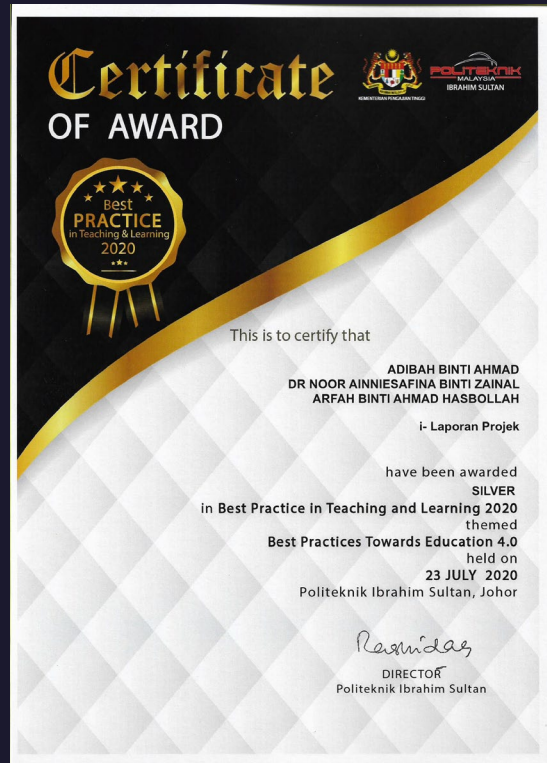 Certificate
OF AWARD
KEMENTERIAN PENGAJIAN TINGGI
POLITEKNIK
MALAYSIA
IBRAHIM SULTAN
Best
PRACTICE
in Teaching & Learning
2020
This is to certify that
ADIBAH BINTI AHMAD
DR NOOR AINNIESAFINA BINTI ZAINAL
ARFAH BINTI AHMAD HASBOLLAH
i- Laporan Projek
have been awarded
SILVER
in Best Practice in Teaching and Learning 2020
themed
Best Practices Towards Education 4.0
held on
23 JULY 2020
Politeknik Ibrahim Sultan, Johor
DIRECTOR
Politeknik Ibrahim Sultan